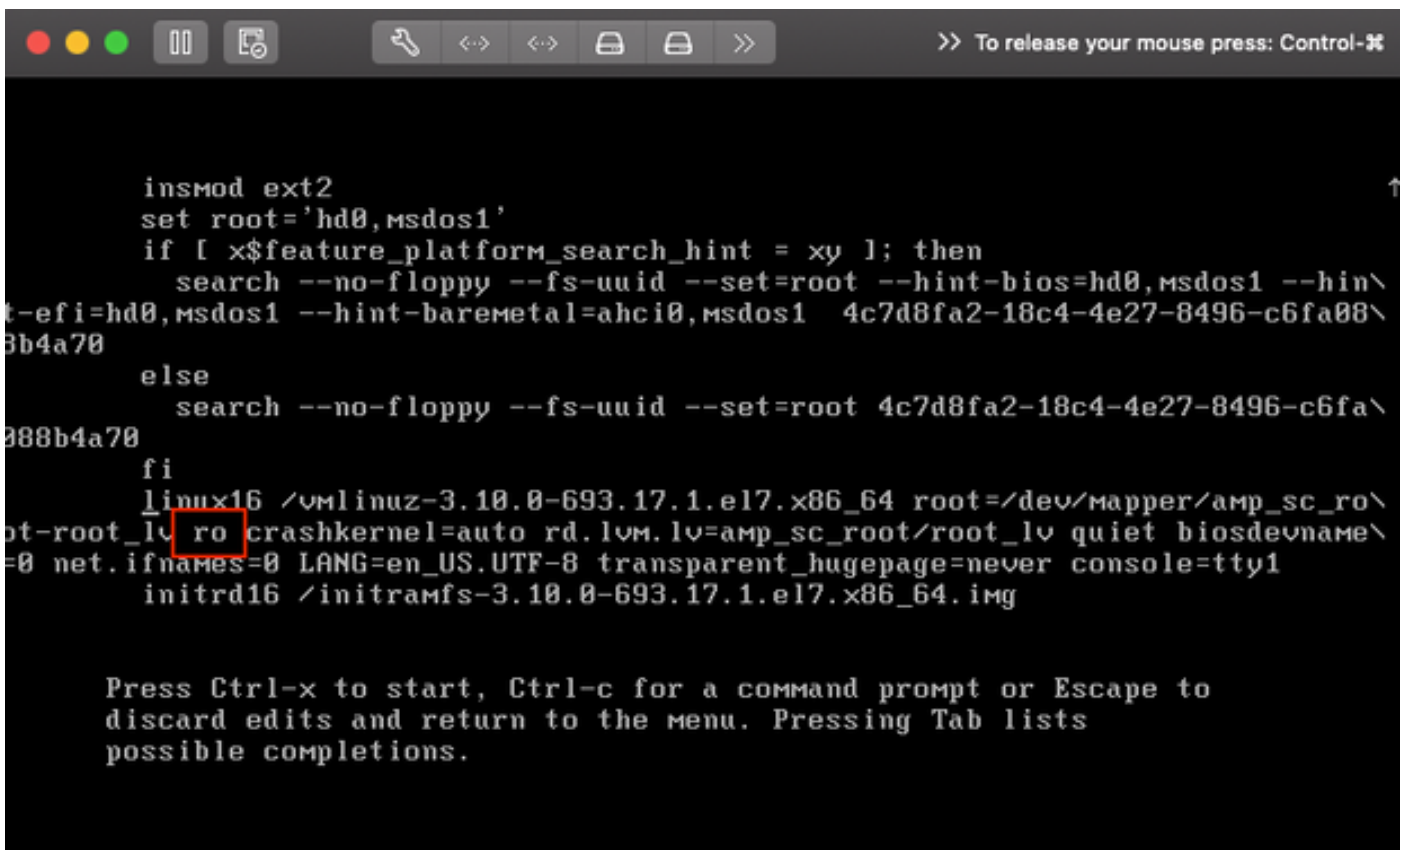 >> To release your mouse press: Control-⌘
insmod ext2
set root='hd0,msdos1'
if [ x$feature_platform_search_hint = xy ]; then
search --no-floppy --fs-uuid --set=root --hint-bios=hd0,msdos1 --hin\
t-efi=hd0,msdos1 --hint-baremetal=ahci0,msdos1  4c7d8fa2-18c4-4e27-8496-c6fa08\
8b4a70
else
search --no-floppy --fs-uuid --set=root 4c7d8fa2-18c4-4e27-8496-c6fa\
088b4a70
fi
linux16 /vmlinuz-3.10.0-693.17.1.el7.x86_64 root=/dev/mapper/amp_sc_ro\
ot-root_lv ro crashkernel=auto rd.lvm.lv=amp_sc_root/root_lv quiet biosdevname\
=0 net.ifnames=0 LANG=en_US.UTF-8 transparent_hugepage=never console=tty1
initrd16 /initramfs-3.10.0-693.17.1.el7.x86_64.img
Press Ctrl-x to start, Ctrl-c for a command prompt or Escape to
discard edits and return to the menu. Pressing Tab lists
possible completions.